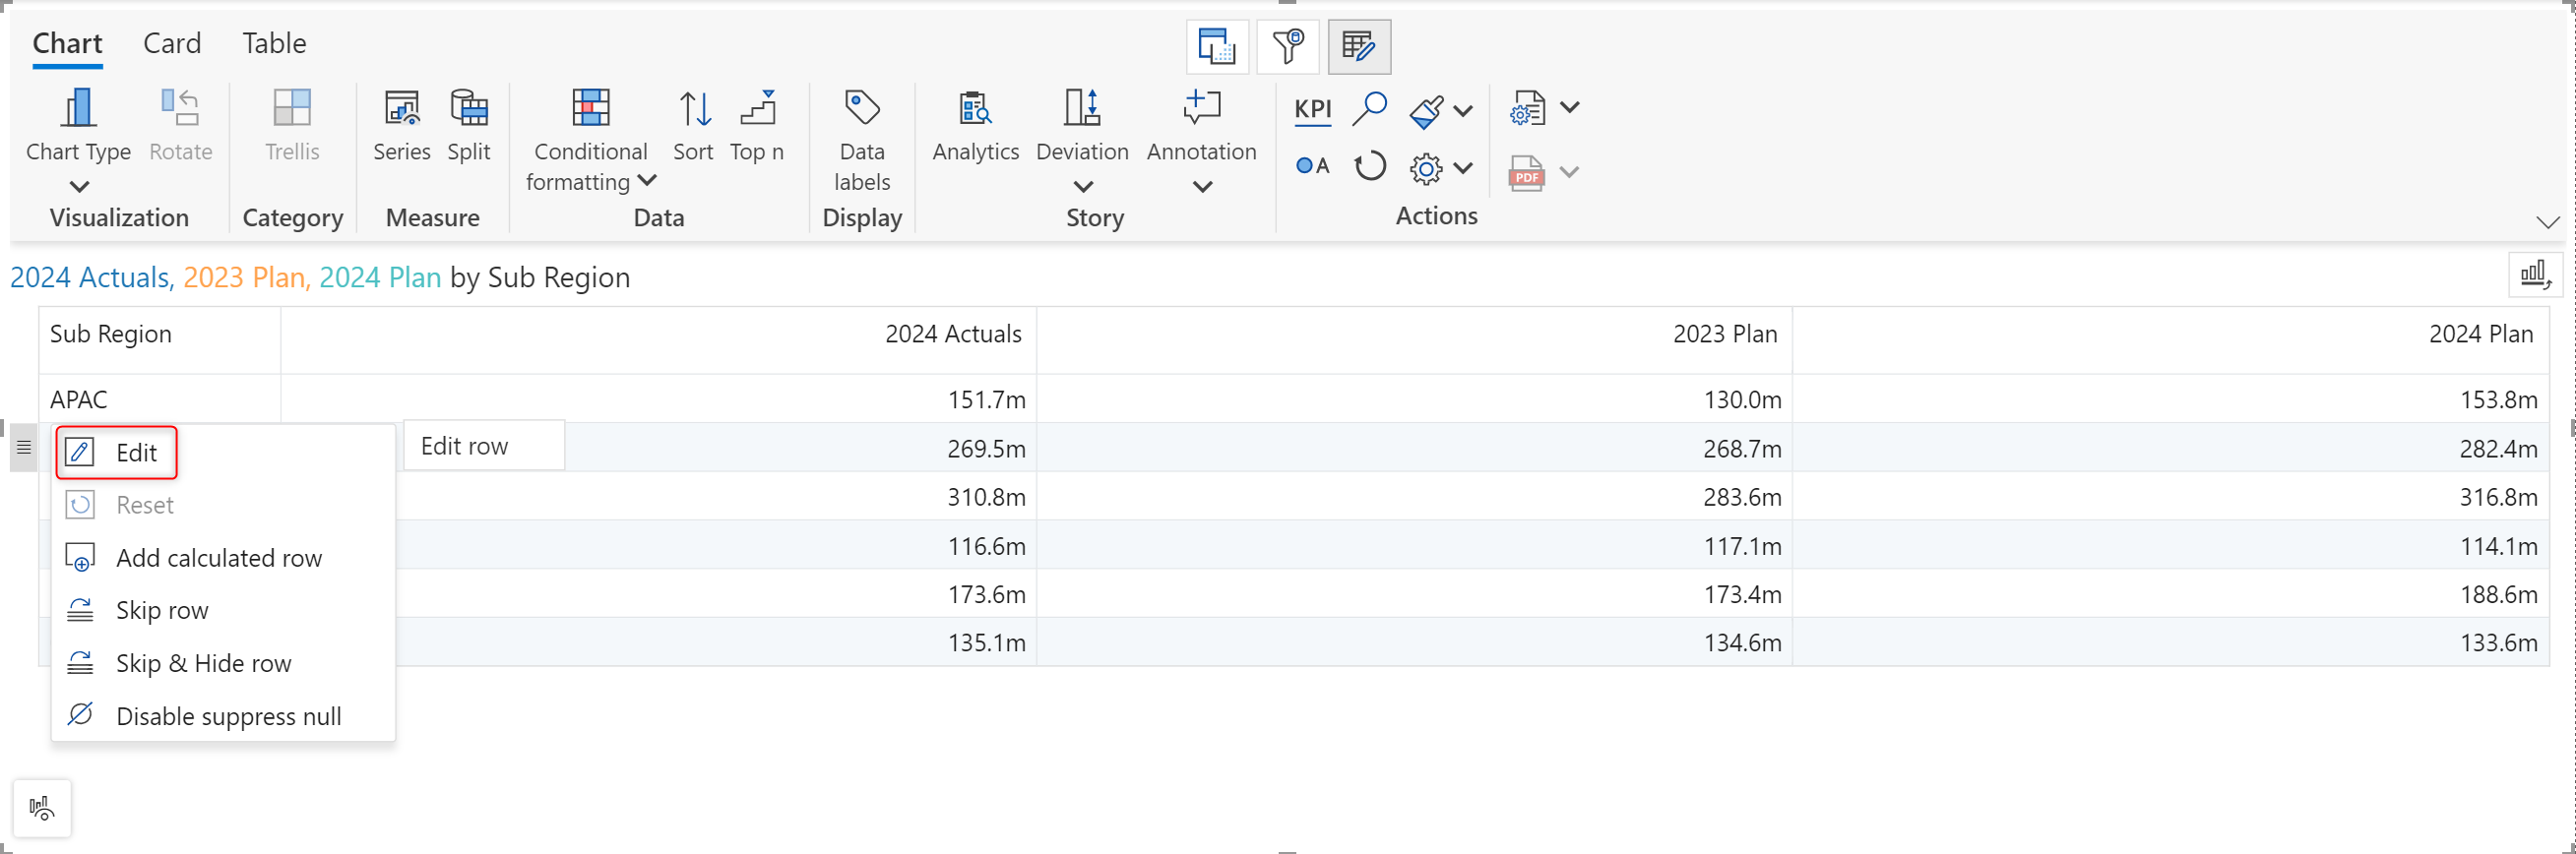 Chart Card Table
Chart Type Rotate Trellis Series Split Conditional formatting Sort Top n Data labels Analytics Deviation Annotation KPI A PDF
Visualization Category Measure Data Display Story Actions
2024 Actuals, 2023 Plan, 2024 Plan by Sub Region
Sub Region 2024 Actuals 2023 Plan 2024 Plan
APAC 151.7m 130.0m 153.8m
Edit Edit row 269.5m 268.7m 282.4m
Reset 310.8m 283.6m 316.8m
Add calculated row 116.6m 117.1m 114.1m
Skip row 173.6m 173.4m 188.6m
Skip & Hide row 135.1m 134.6m 133.6m
Disable suppress null